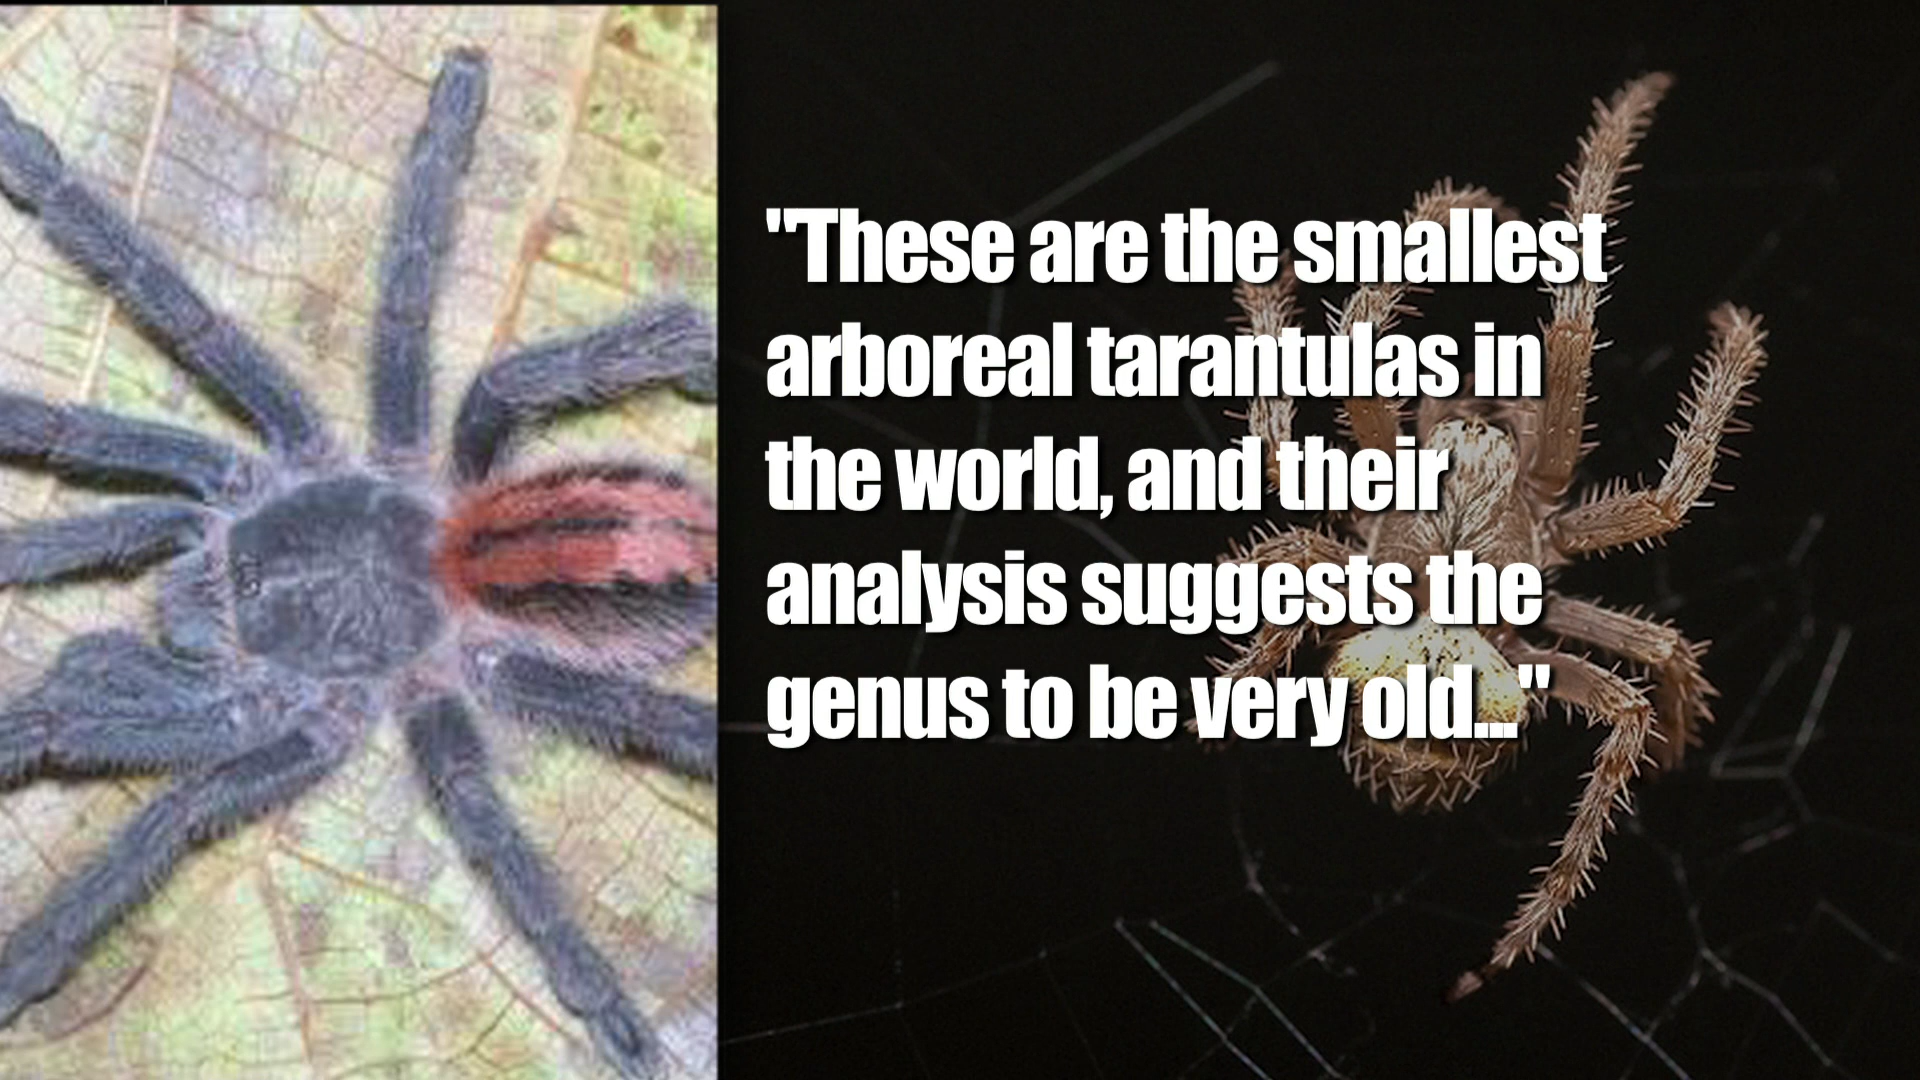 "These are the smallest
arboreal tarantulas in
the world, and their
analysis suggests the
genus to be very old..."